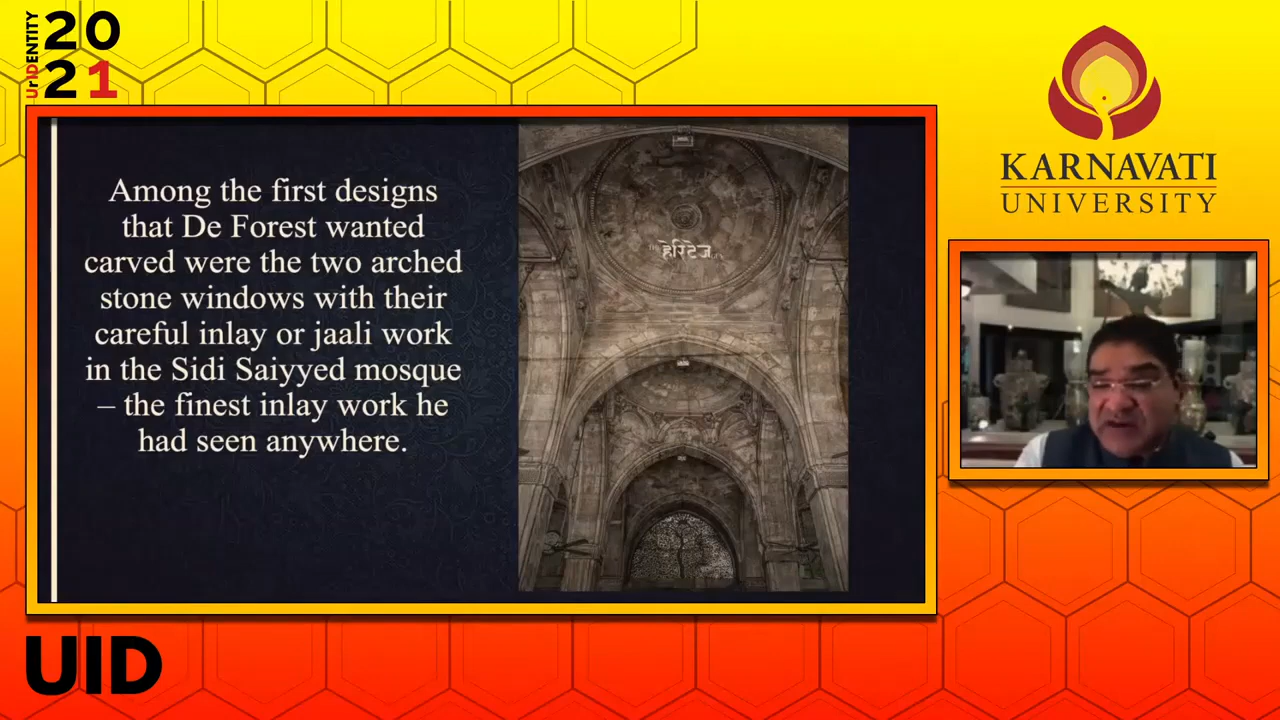 UrIDENTITY
20
21
KARNAVATI
UNIVERSITY
Among the first designs
that De Forest wanted
carved were the two arched
stone windows with their
careful inlay or jaali work
in the Sidi Saiyyed mosque
– the finest inlay work he
had seen anywhere.
हेरिटेज
UID